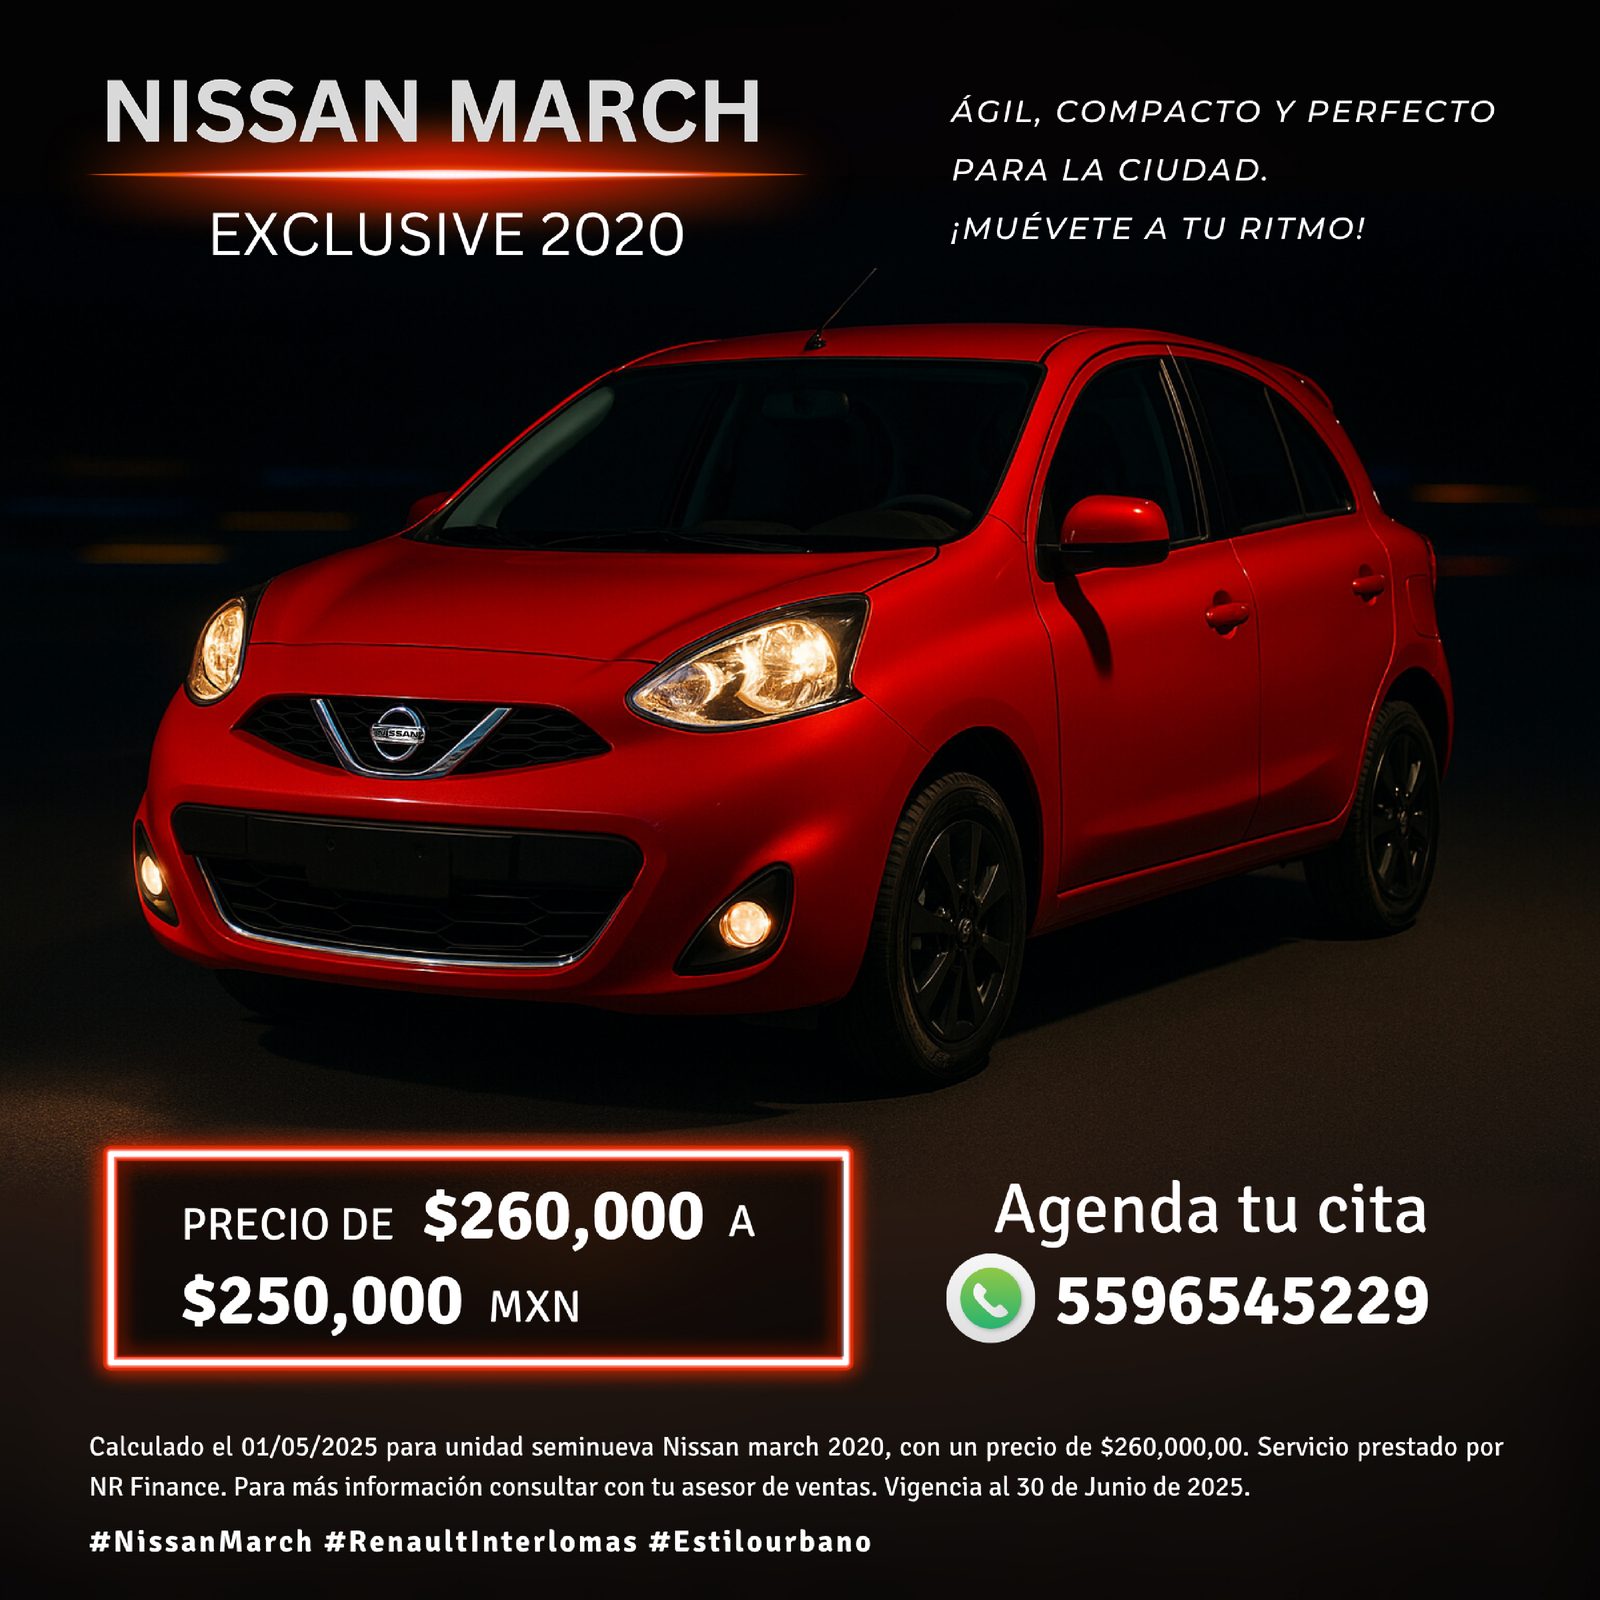 NISSAN MARCH
EXCLUSIVE 2020
ÁGIL, COMPACTO Y PERFECTO
PARA LA CIUDAD.
¡MUÉVETE A TU RITMO!
NISSAN
PRECIO DE $260,000 A
$250,000 MXN
Agenda tu cita
5596545229
Calculado el 01/05/2025 para unidad seminueva Nissan march 2020, con un precio de $260,000,00. Servicio prestado por
NR Finance. Para más información consultar con tu asesor de ventas. Vigencia al 30 de Junio de 2025.
#NissanMarch #RenaultInterlomas #Estilourbano